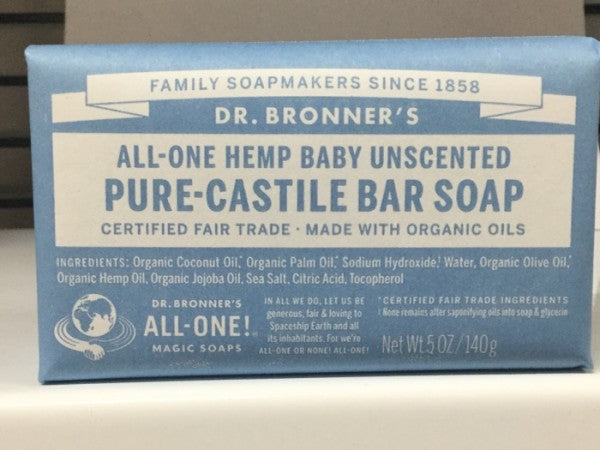 FAMILY SOAPMAKERS SINCE 1858
DR. BRONNER'S
ALL-ONE HEMP BABY UNSCENTED
PURE-CASTILE BAR SOAP
CERTIFIED FAIR TRADE · MADE WITH ORGANIC OILS
INGREDIENTS: Organic Coconut Oil,* Organic Palm Oil,* Sodium Hydroxide,† Water, Organic Olive Oil,*
Organic Hemp Oil, Organic Jojoba Oil, Sea Salt, Citric Acid, Tocopherol
DR. BRONNER'S
ALL-ONE!
MAGIC SOAPS
IN ALL WE DO, LET US BE
generous, fair & loving to
Spaceship Earth and all
its inhabitants. For we're
ALL-ONE OR NONE! ALL-ONE!
*CERTIFIED FAIR TRADE INGREDIENTS
† None remains after saponifying oils into soap & glycerin
Net Wt. 5 OZ/140g